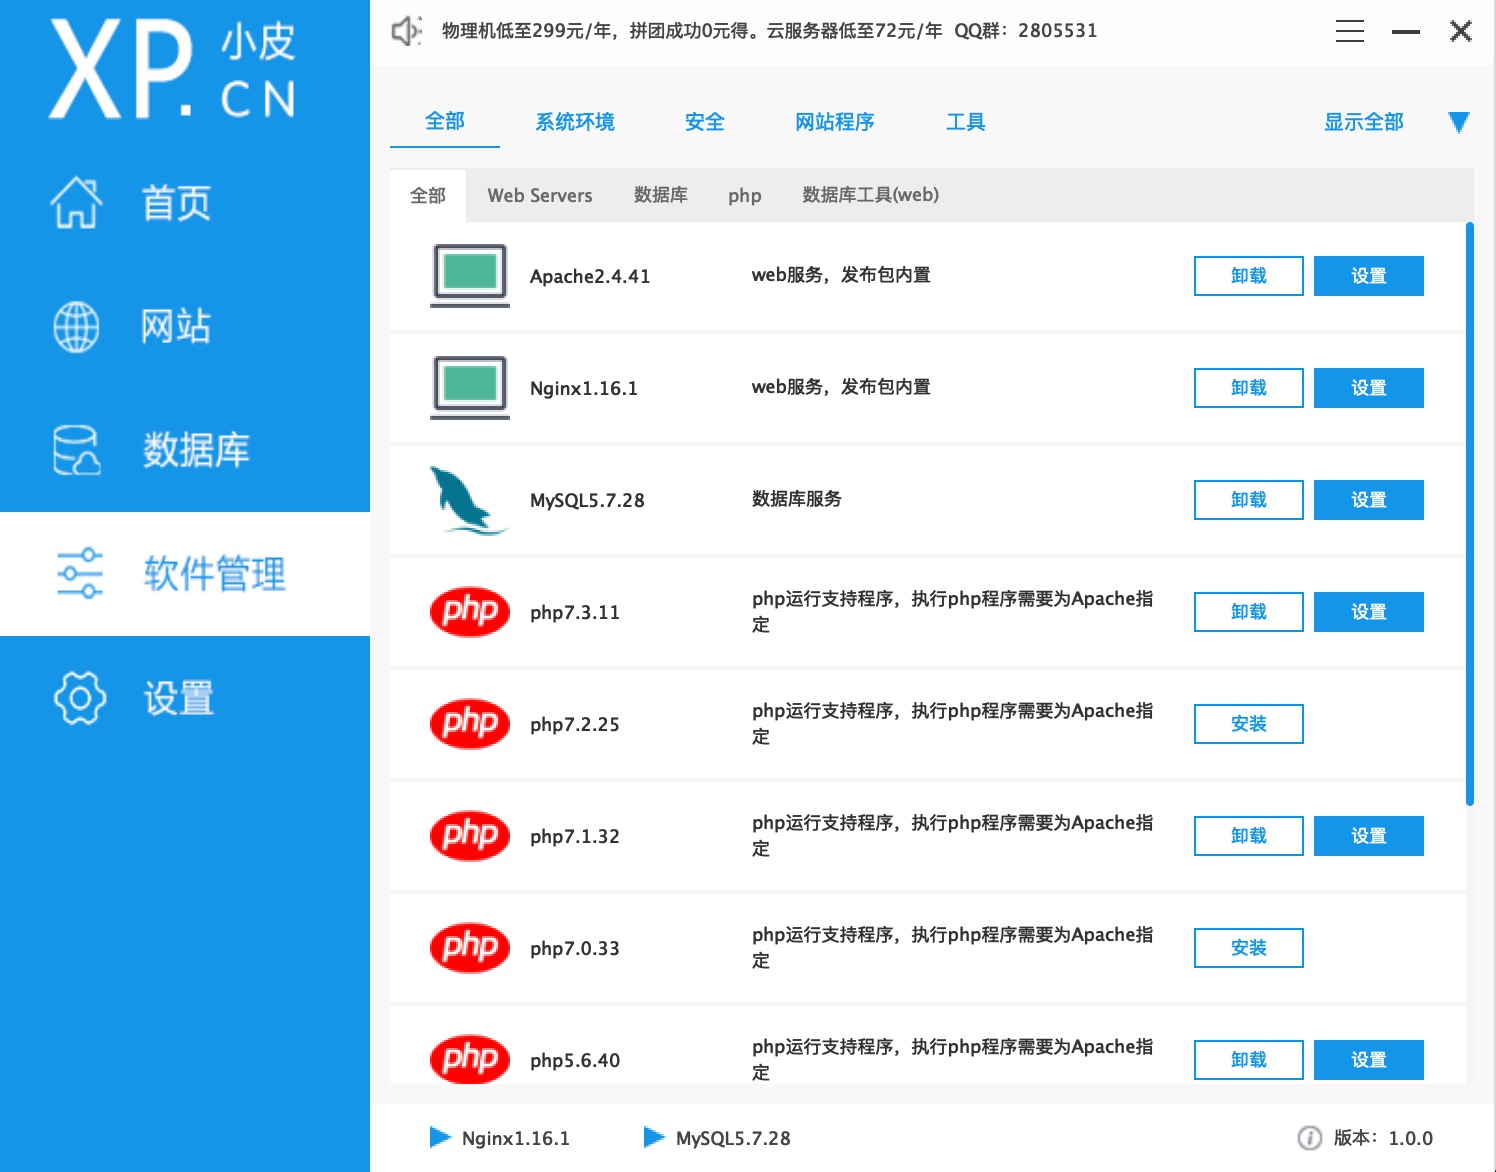 XP. 小皮 CN
物理机低至299元/年，拼团成功0元得。云服务器低至72元/年  QQ群：2805531
首页
网站
数据库
软件管理
设置
全部 系统环境 安全 网站程序 工具 显示全部
全部 Web Servers 数据库 php 数据库工具(web)
Apache2.4.41 web服务，发布包内置 卸载 设置
Nginx1.16.1 web服务，发布包内置 卸载 设置
MySQL5.7.28 数据库服务 卸载 设置
php php7.3.11 php运行支持程序，执行php程序需要为Apache指
定 卸载 设置
php php7.2.25 php运行支持程序，执行php程序需要为Apache指
定 安装
php php7.1.32 php运行支持程序，执行php程序需要为Apache指
定 卸载 设置
php php7.0.33 php运行支持程序，执行php程序需要为Apache指
定 安装
php php5.6.40 php运行支持程序，执行php程序需要为Apache指
定 卸载 设置
Nginx1.16.1 MySQL5.7.28 版本：1.0.0